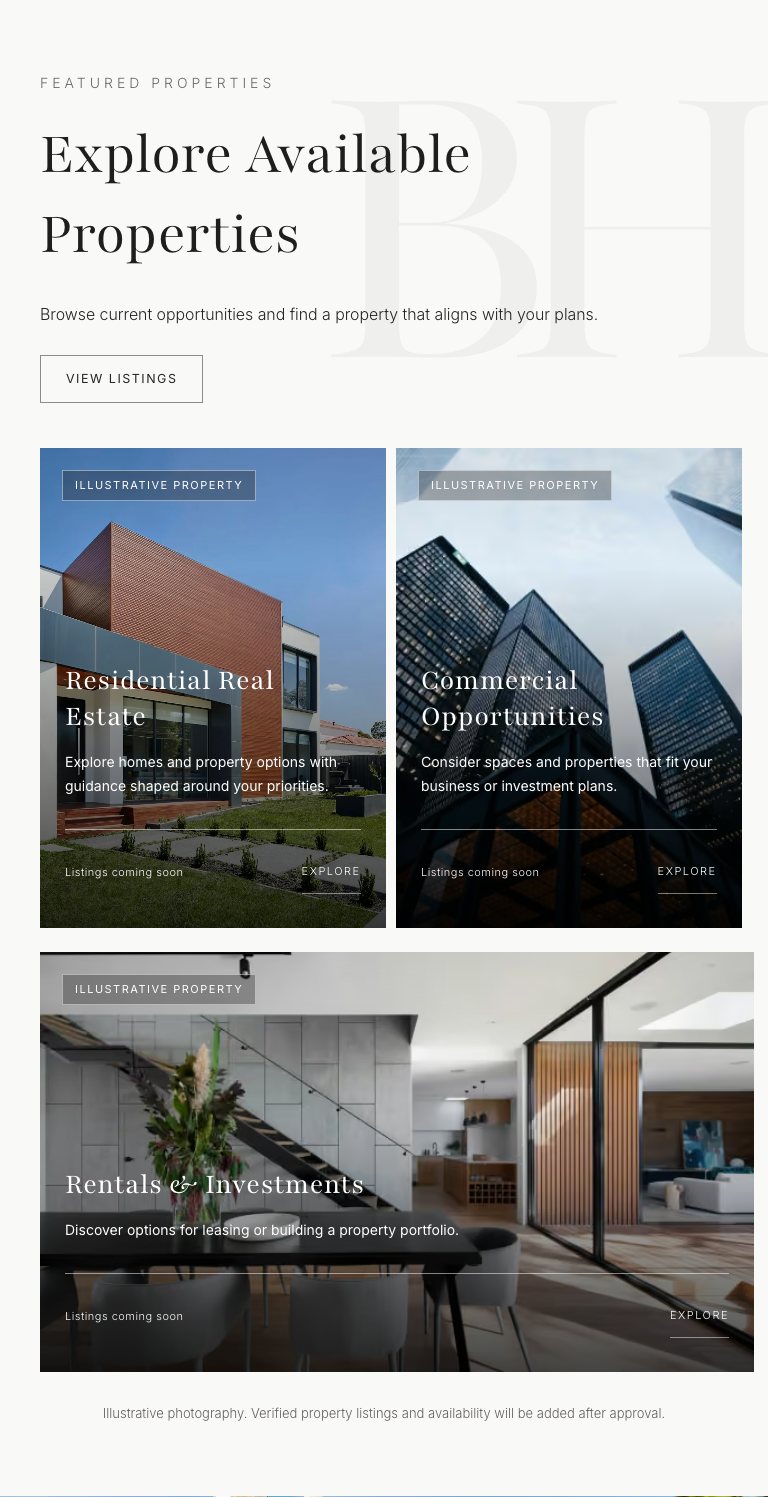 FEATURED PROPERTIES
BH
Explore Available
Properties
Browse current opportunities and find a property that aligns with your plans.
VIEW LISTINGS
ILLUSTRATIVE PROPERTY
Residential Real
Estate
Explore homes and property options with
guidance shaped around your priorities.
Listings coming soon
EXPLORE
ILLUSTRATIVE PROPERTY
Commercial
Opportunities
Consider spaces and properties that fit your
business or investment plans.
Listings coming soon
EXPLORE
ILLUSTRATIVE PROPERTY
Rentals & Investments
Discover options for leasing or building a property portfolio.
Listings coming soon
EXPLORE
Illustrative photography. Verified property listings and availability will be added after approval.